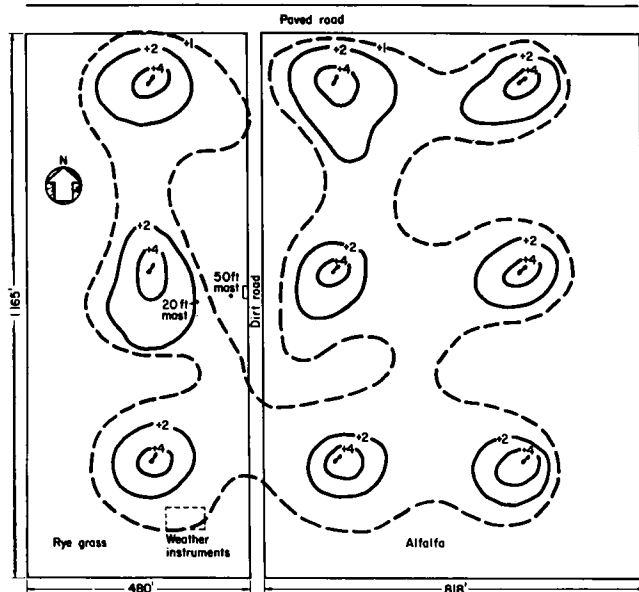 Paved road
+2
+1
+4
+2
+1
+4
+2
+4
N
+2
+4
20 ft
mast
50ft
mast
Dirt road
+2
+4
+2
+4
1165'
+2
+4
+2
+4
+2
+4
Rye grass
Weather
instruments
Alfalfa
480'
818'